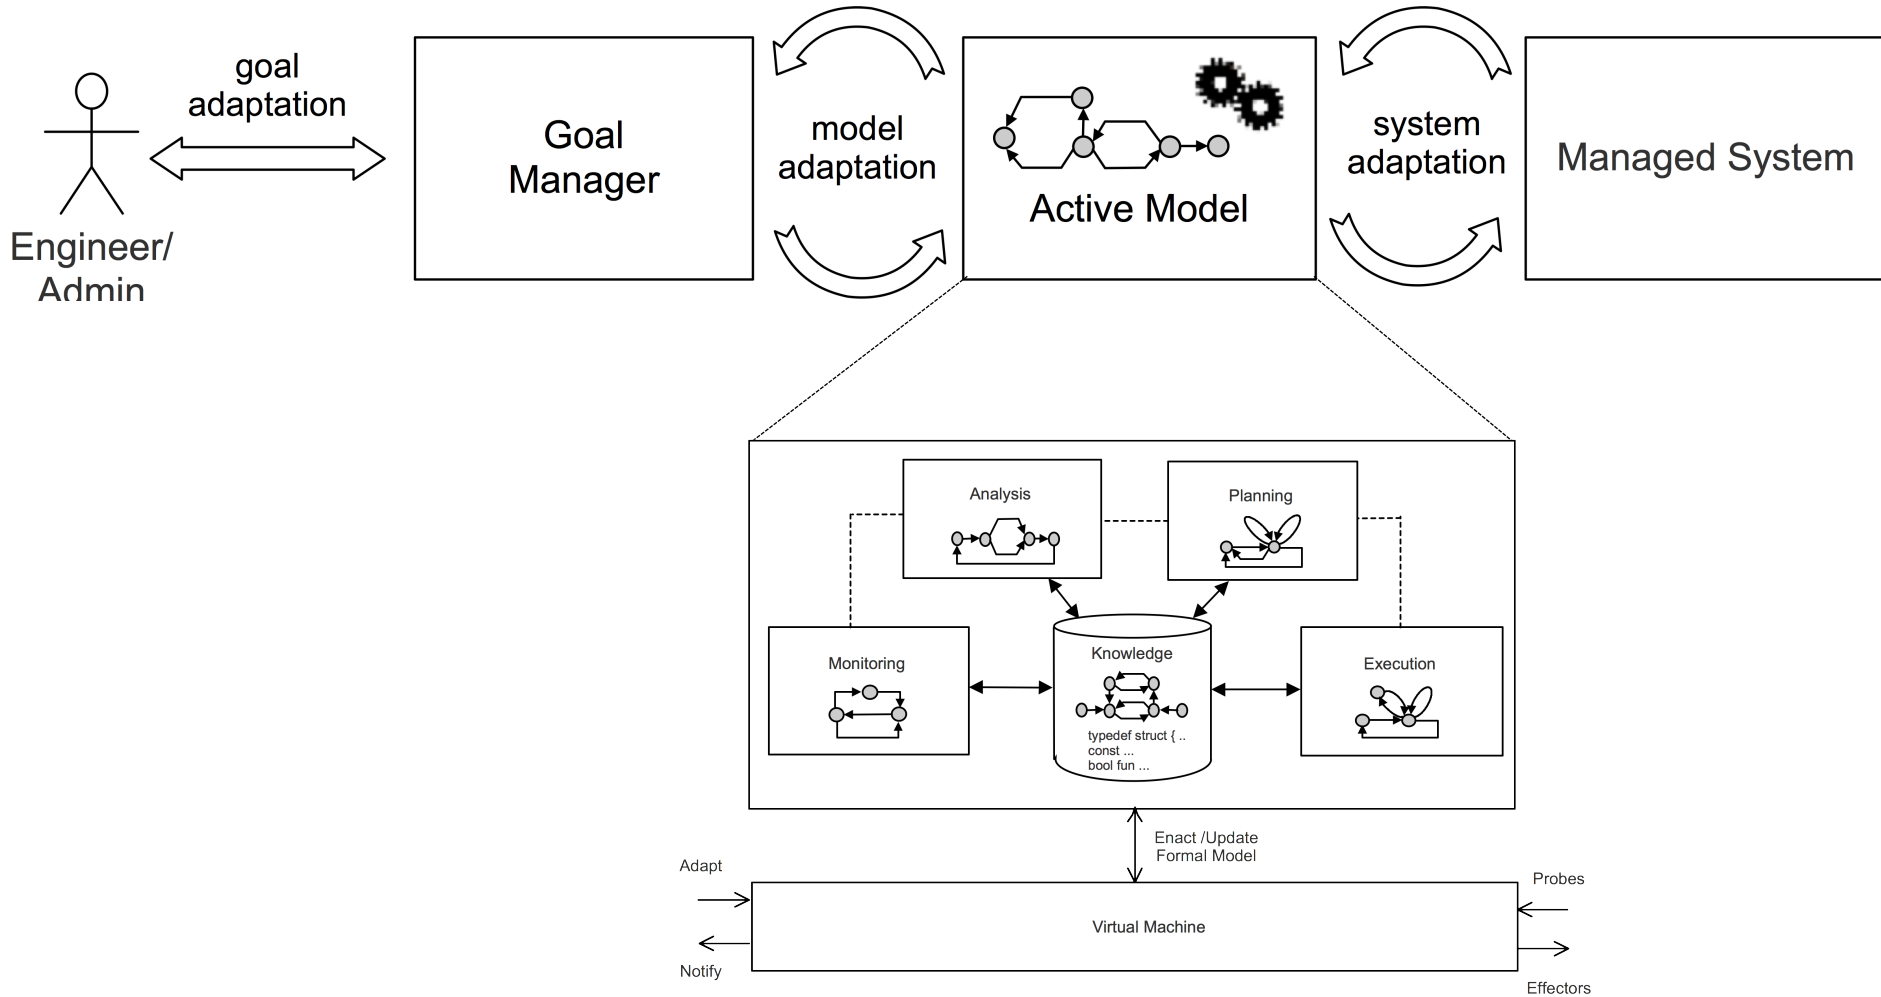 goal
adaptation
Engineer/
Admin
Goal
Manager
model
adaptation
Active Model
system
adaptation
Managed System
Analysis
Planning
Monitoring
Knowledge
typedef struct { ..
const ...
bool fun ...
Execution
Enact /Update
Formal Model
Adapt
Notify
Virtual Machine
Probes
Effectors